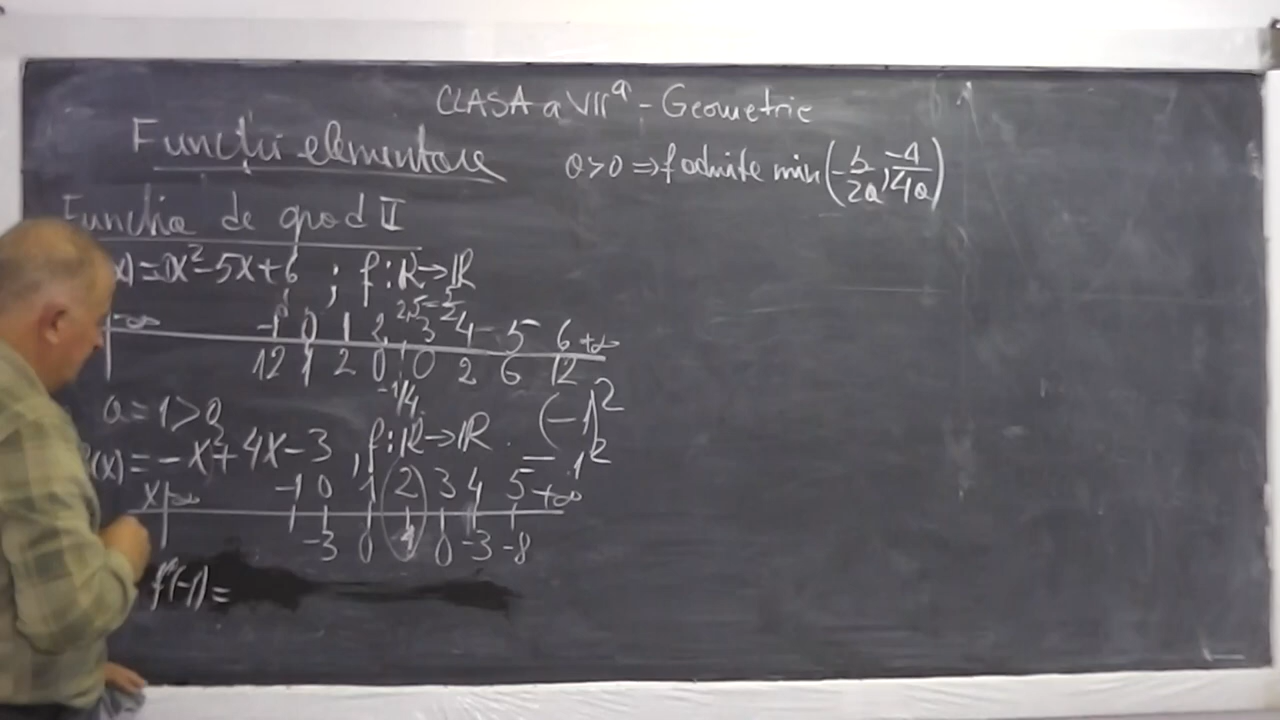 CLASA a VII a - Geometrie
Funcții elementare
a>0 ⇒ f admite min (-b/2a, -Δ/4a)
Funcția de grad II
x)=x²-5x+6 ; f:ℝ→ℝ
2,5=5/2
-∞ -1 0 1 2 3 4 5 6 +∞
12 2 0 0 2 6 12
-1/4
a=1>0
(-1)²
(x)=-x²+4x-3 , f:ℝ→ℝ
-1²
x -∞ -1 0 1 2 3 4 5 +∞
-3 0 1 0 -3 -8
f(-1)=